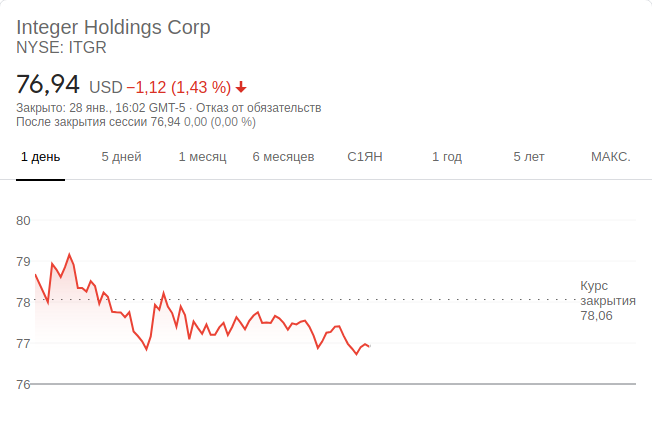 Integer Holdings Corp
NYSE: ITGR
76,94 USD −1,12 (1,43 %)
Закрыто: 28 янв., 16:02 GMT-5 · Отказ от обязательств
После закрытия сессии 76,94 0,00 (0,00 %)
1 день 5 дней 1 месяц 6 месяцев С1ЯН 1 год 5 лет МАКС.
80
79
Курс
78 закрытия
78,06
77
76